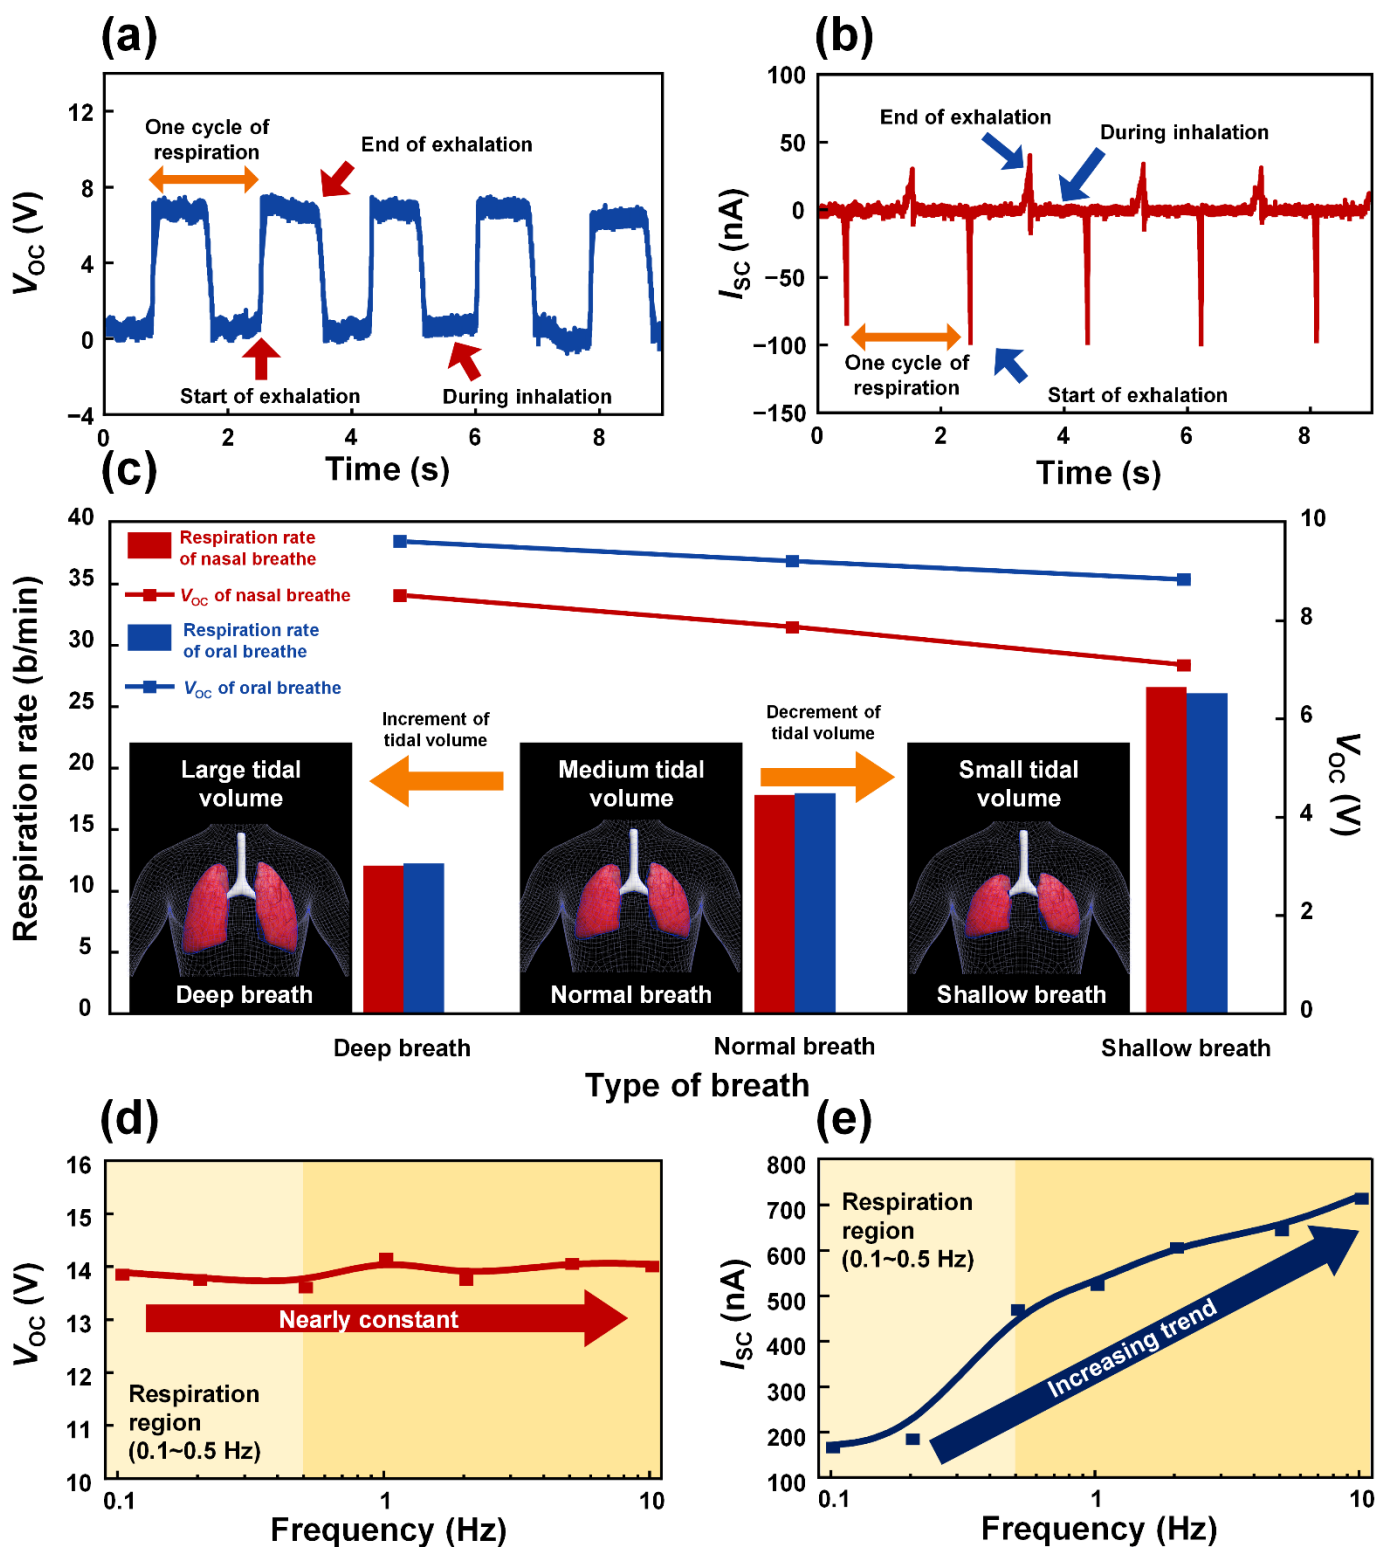 (a)
12
8
4
0
−4
V_OC (V)
One cycle of
respiration
End of exhalation
Start of exhalation
During inhalation
0
2
4
6
8
Time (s)
(b)
100
50
0
−50
−100
−150
I_SC (nA)
End of exhalation
During inhalation
One cycle of
respiration
Start of exhalation
0
2
4
6
8
Time (s)
(c)
40
35
30
25
20
15
10
5
0
Respiration rate (b/min)
Respiration rate
of nasal breathe
V_OC of nasal breathe
Respiration rate
of oral breathe
V_OC of oral breathe
Increment of
tidal volume
Decrement of
tidal volume
Large tidal
volume
Deep breath
Medium tidal
volume
Normal breath
Small tidal
volume
Shallow breath
10
8
6
4
2
0
V_OC (V)
Deep breath
Normal breath
Shallow breath
Type of breath
(d)
16
15
14
13
12
11
10
V_OC (V)
Nearly constant
Respiration
region
(0.1~0.5 Hz)
0.1
1
10
Frequency (Hz)
(e)
800
700
600
500
400
300
200
100
I_SC (nA)
Respiration
region
(0.1~0.5 Hz)
Increasing trend
0.1
1
10
Frequency (Hz)